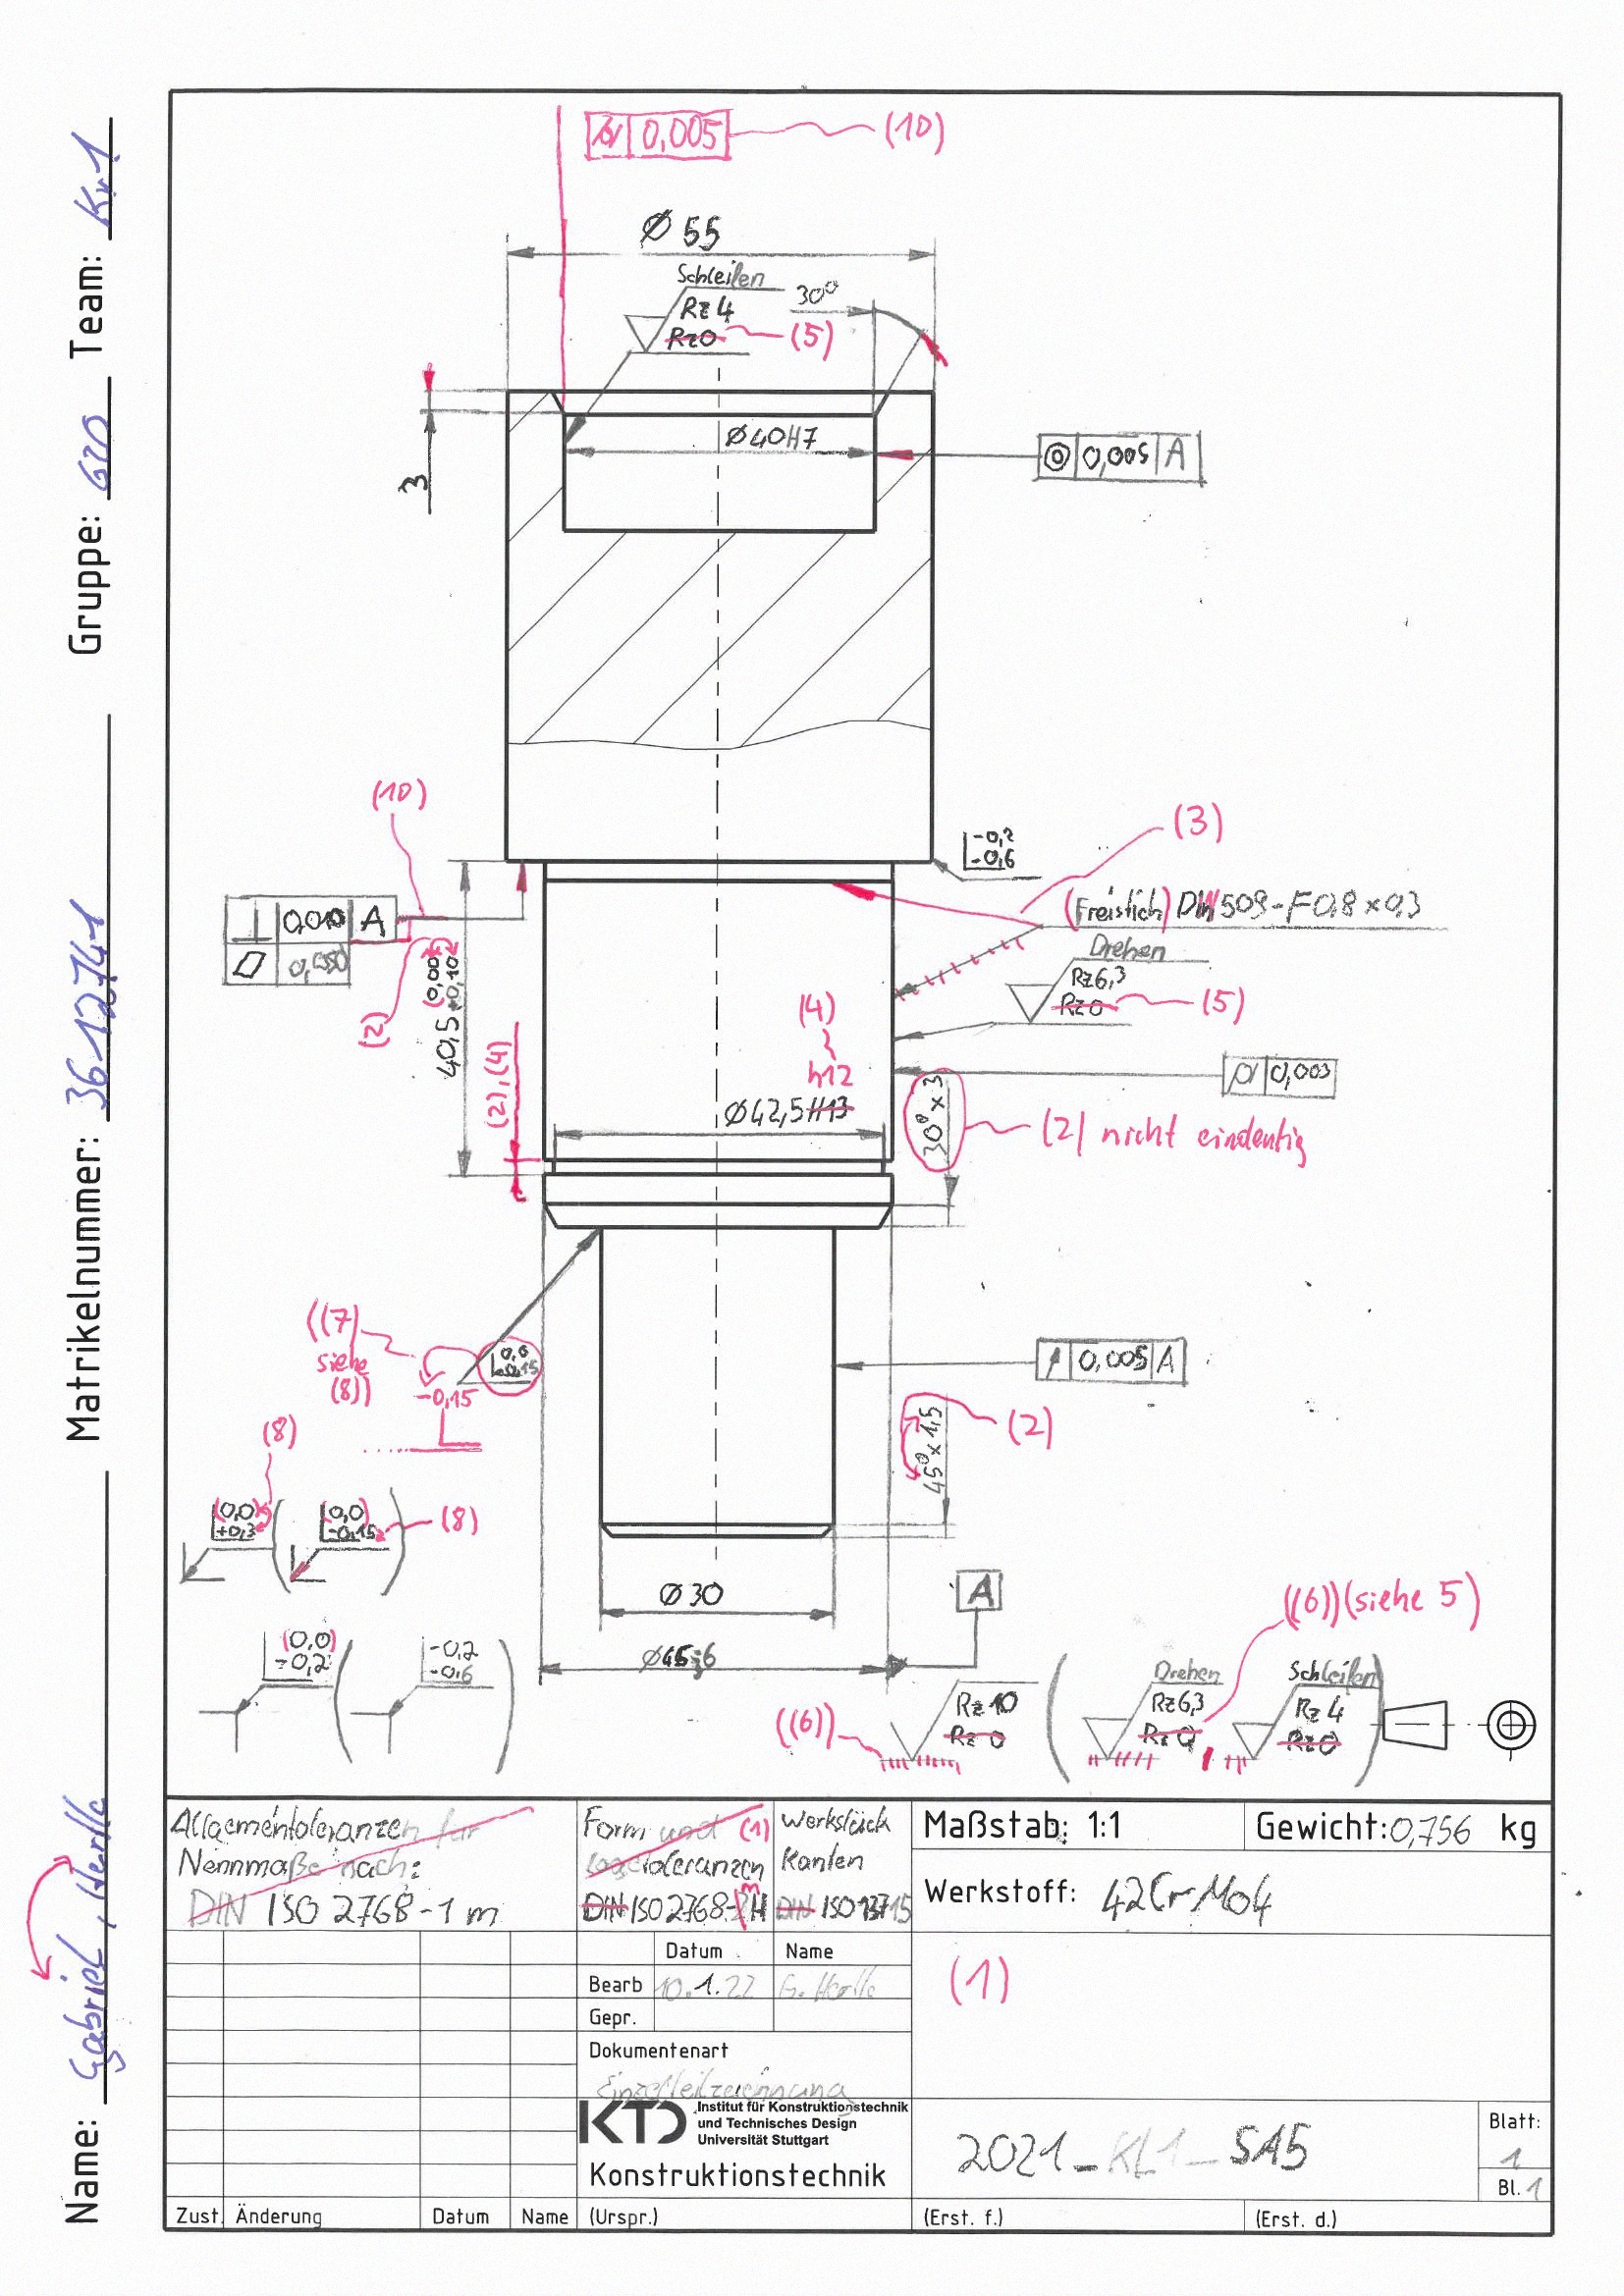 0,005 (10)
Ø 55
Schleifen
30°
Rz 4
Rz 0 (5)
3
Ø40H7
0,005 A
(10)
(3)
-0,2
-0,6
(Freistich) DIN 509-F0,8×0,3
0,010 A
0,050
Drehen
Rz6,3
Rz 0 (5)
(2)
40,5
0,00
+0,10
(4)
h12
Ø42,5H13
(2),(4)
0,003
30° × 3
(2) nicht eindeutig
((7)
siehe
(8))
-0,15
0,005 A
45° × 1,5
(2)
(8)
(0,0)
+0,3
(0,0)
-0,15
(8)
Ø 30
A
((6)) (siehe 5)
(0,0)
-0,2
-0,2
-0,6
((6))
Rz 10
Rz 0
Drehen
Rz6,3
Rz 0
Schleifen
Rz 4
Rz 0
Allgemeintoleranzen für
Nennmaße nach:
DIN ISO 2768-1 m
Form und (1)
Lagetoleranzen
DIN ISO 2768-
m
H
Werkstück
Kanten
DIN ISO 13715
Maßstab: 1:1
Gewicht: 0,756 kg
Werkstoff: 42CrMo4
Datum Name
Bearb 10.1.22 G. Herlle
Gepr.
(1)
Dokumentenart
Einzelteilzeichnung
KTD Institut für Konstruktionstechnik
und Technisches Design
Universität Stuttgart
Konstruktionstechnik
2021_KL1_SA5
Blatt:
1
Bl. 1
Zust. Änderung Datum Name (Urspr.) (Erst. f.) (Erst. d.)
Name: Gabriel, Herlle Matrikelnummer: 3612741 Gruppe: G20 Team: Kr1